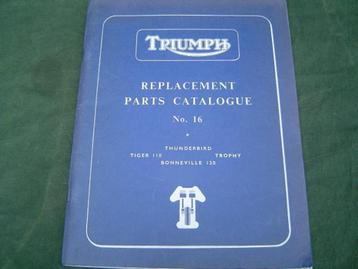 TRIUMPH
REPLACEMENT
PARTS CATALOGUE
No. 16
THUNDERBIRD
TIGER 110 TROPHY
BONNEVILLE 120